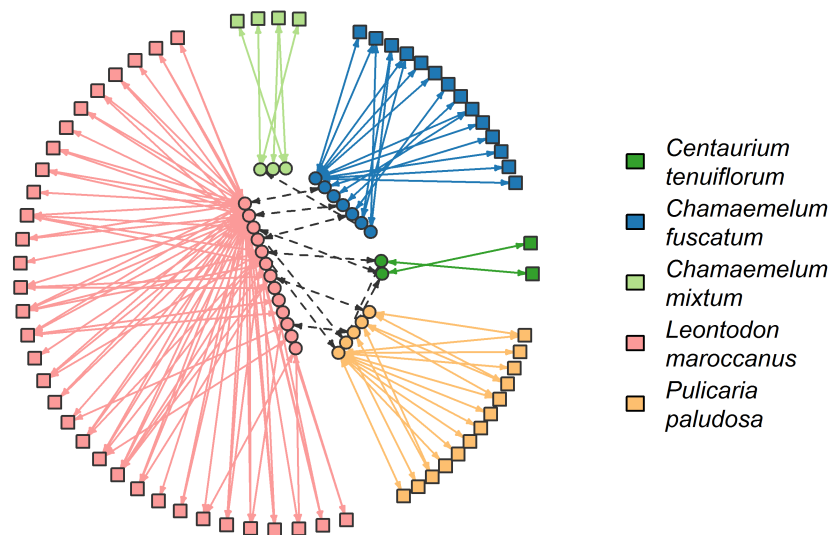 Centaurium
tenuiflorum
Chamaemelum
fuscatum
Chamaemelum
mixtum
Leontodon
maroccanus
Pulicaria
paludosa